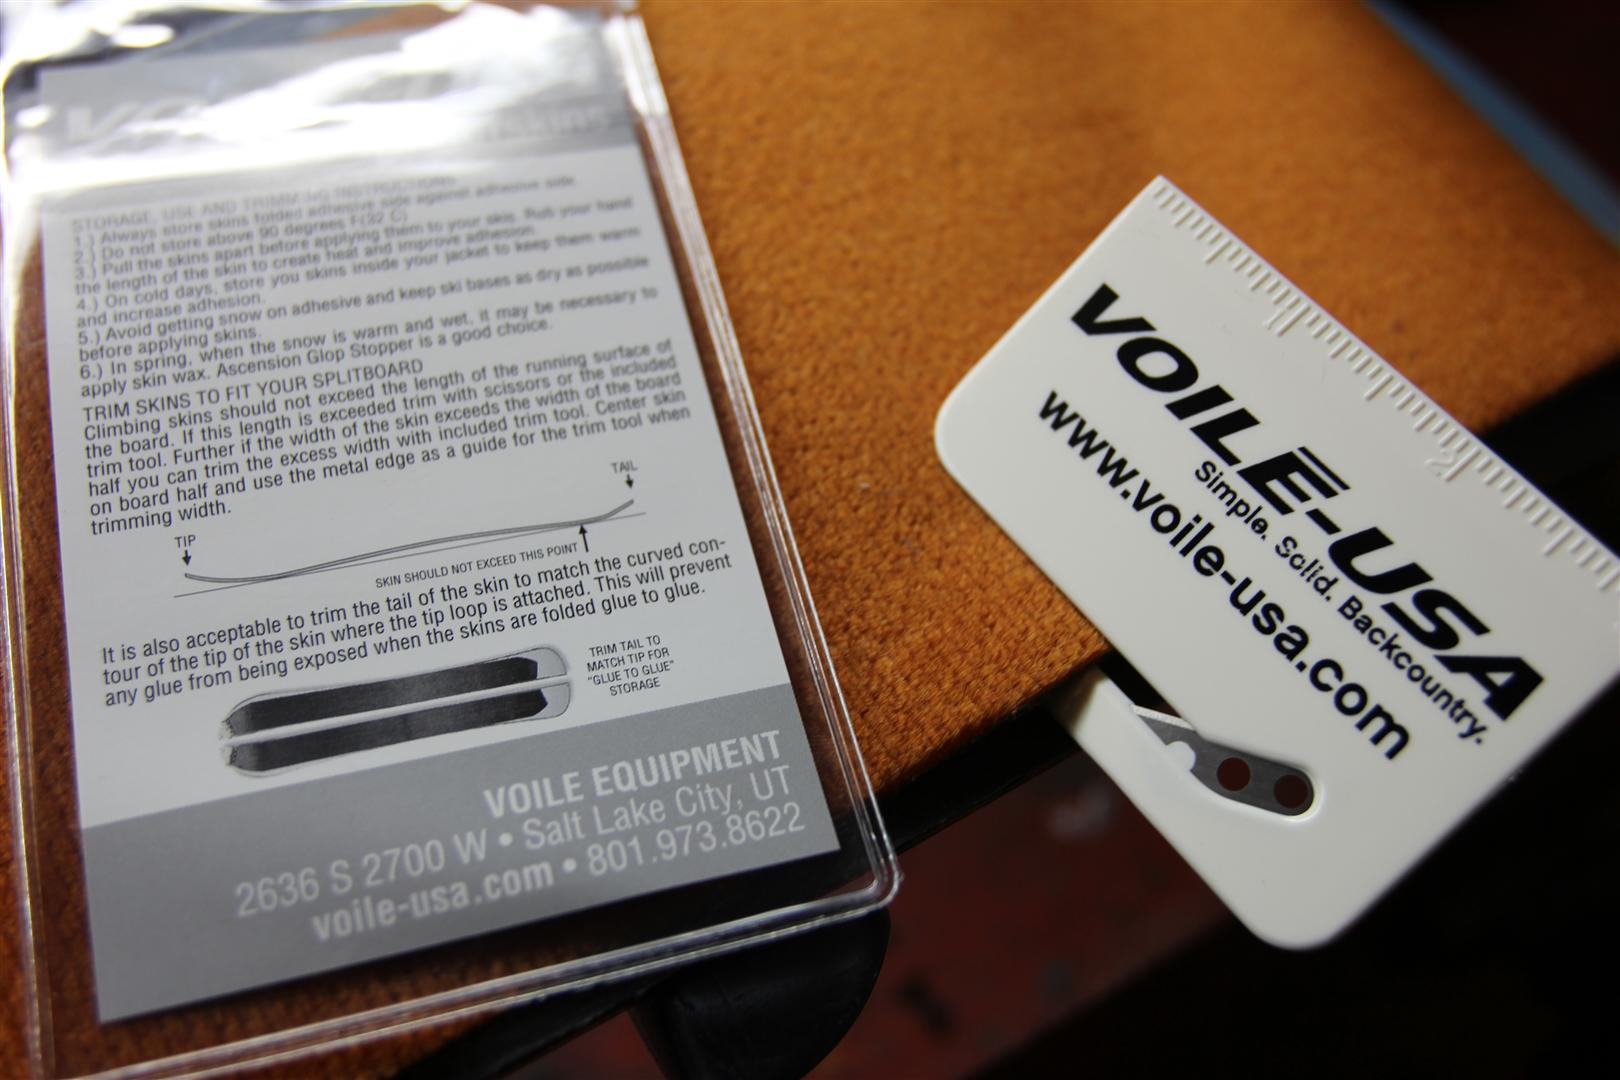 STORAGE, USE AND TRIMMING INSTRUCTIONS
1.) Always store skins folded adhesive side against adhesive side.
2.) Do not store above 90 degrees F(32 C)
3.) Pull the skins apart before applying them to your skis. Rub your hand
the length of the skin to create heat and improve adhesion.
4.) On cold days, store you skins inside your jacket to keep them warm
and increase adhesion.
5.) Avoid getting snow on adhesive and keep ski bases as dry as possible
before applying skins.
6.) In spring, when the snow is warm and wet, it may be necessary to
apply skin wax. Ascension Glop Stopper is a good choice.
TRIM SKINS TO FIT YOUR SPLITBOARD
Climbing skins should not exceed the length of the running surface of
the board. If this length is exceeded trim with scissors or the included
trim tool. Further if the width of the skin exceeds the width of the board
half you can trim the excess width with included trim tool. Center skin
on board half and use the metal edge as a guide for the trim tool when
trimming width.
TAIL
TIP
SKIN SHOULD NOT EXCEED THIS POINT
It is also acceptable to trim the tail of the skin to match the curved con-
tour of the tip of the skin where the tip loop is attached. This will prevent
any glue from being exposed when the skins are folded glue to glue.
TRIM TAIL TO
MATCH TIP FOR
"GLUE TO GLUE"
STORAGE
VOILE EQUIPMENT
2636 S 2700 W • Salt Lake City, UT
voile-usa.com • 801.973.8622
1
2
VOILÉ-USA
Simple. Solid. Backcountry.
www.voile-usa.com